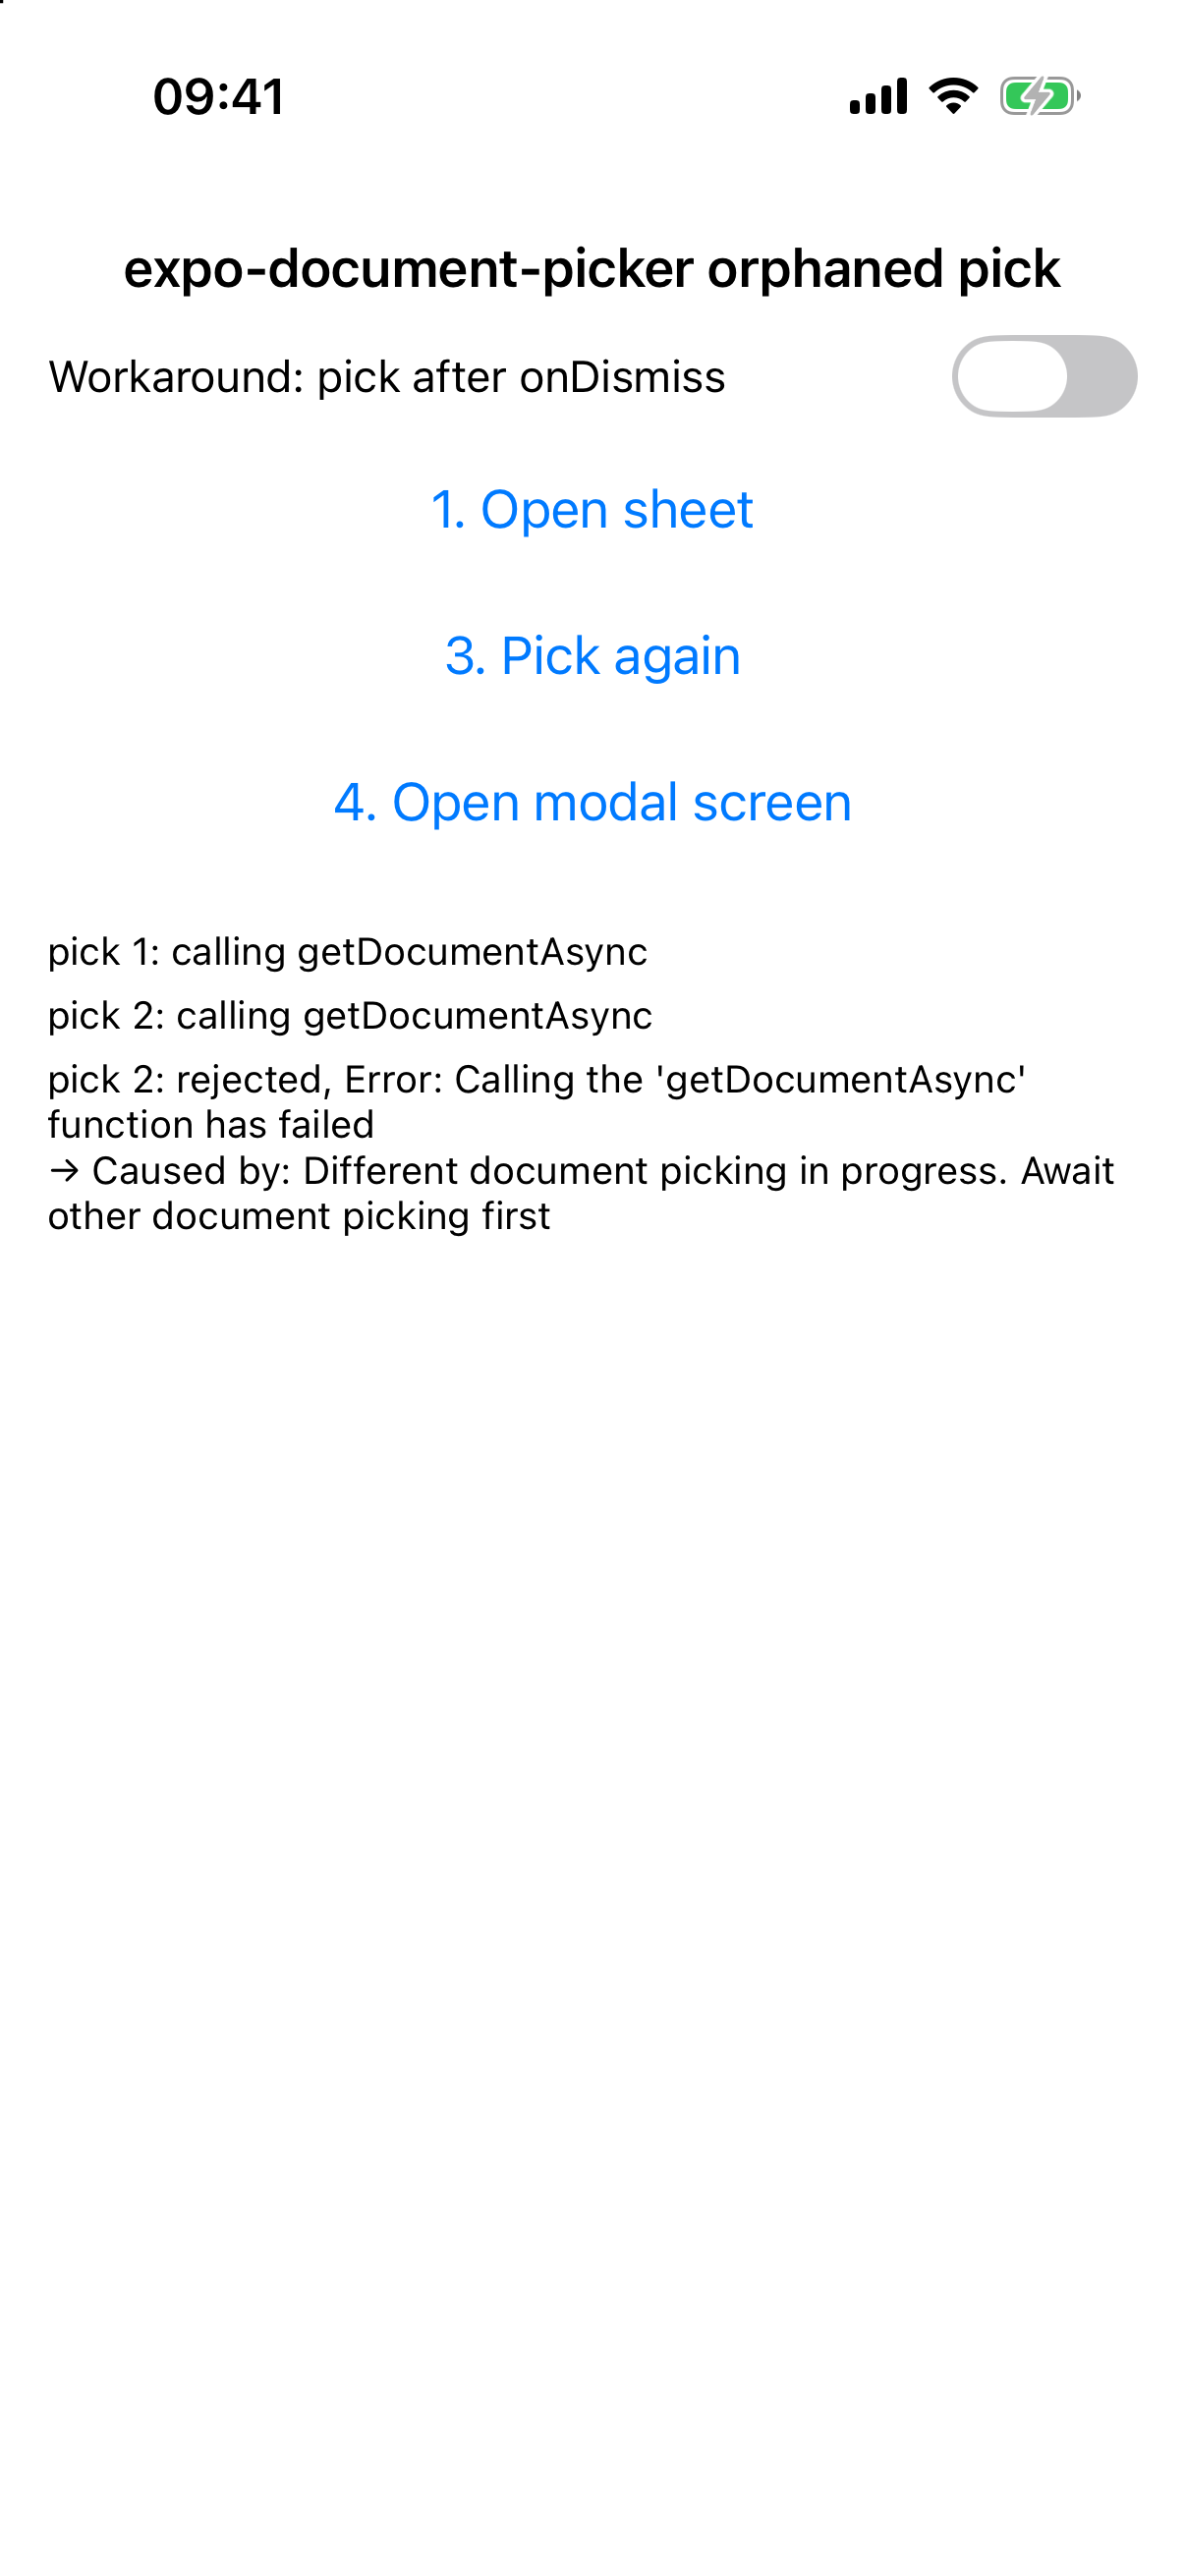 09:41
expo-document-picker orphaned pick
Workaround: pick after onDismiss
1. Open sheet
3. Pick again
4. Open modal screen
pick 1: calling getDocumentAsync
pick 2: calling getDocumentAsync
pick 2: rejected, Error: Calling the 'getDocumentAsync'
function has failed
→ Caused by: Different document picking in progress. Await
other document picking first